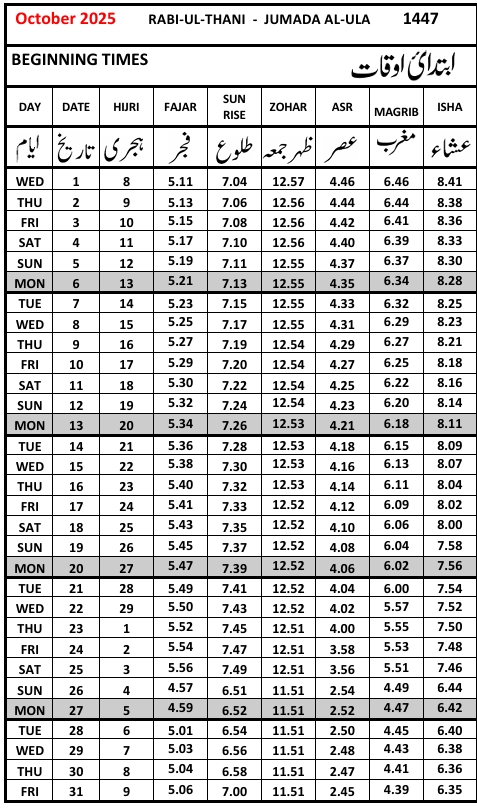 October 2025 RABI-UL-THANI - JUMADA AL-ULA 1447
BEGINNING TIMES ابتدائی اوقات
DAY DATE HIJRI FAJAR SUN RISE ZOHAR ASR MAGRIB ISHA
ایام تاریخ ہجری فجر طلوع ظہر جمعہ عصر مغرب عشاء
WED 1 8 5.11 7.04 12.57 4.46 6.46 8.41
THU 2 9 5.13 7.06 12.56 4.44 6.44 8.38
FRI 3 10 5.15 7.08 12.56 4.42 6.41 8.36
SAT 4 11 5.17 7.10 12.56 4.40 6.39 8.33
SUN 5 12 5.19 7.11 12.55 4.37 6.37 8.30
MON 6 13 5.21 7.13 12.55 4.35 6.34 8.28
TUE 7 14 5.23 7.15 12.55 4.33 6.32 8.25
WED 8 15 5.25 7.17 12.55 4.31 6.29 8.23
THU 9 16 5.27 7.19 12.54 4.29 6.27 8.21
FRI 10 17 5.29 7.20 12.54 4.27 6.25 8.18
SAT 11 18 5.30 7.22 12.54 4.25 6.22 8.16
SUN 12 19 5.32 7.24 12.54 4.23 6.20 8.14
MON 13 20 5.34 7.26 12.53 4.21 6.18 8.11
TUE 14 21 5.36 7.28 12.53 4.18 6.15 8.09
WED 15 22 5.38 7.30 12.53 4.16 6.13 8.07
THU 16 23 5.40 7.32 12.53 4.14 6.11 8.04
FRI 17 24 5.41 7.33 12.52 4.12 6.09 8.02
SAT 18 25 5.43 7.35 12.52 4.10 6.06 8.00
SUN 19 26 5.45 7.37 12.52 4.08 6.04 7.58
MON 20 27 5.47 7.39 12.52 4.06 6.02 7.56
TUE 21 28 5.49 7.41 12.52 4.04 6.00 7.54
WED 22 29 5.50 7.43 12.52 4.02 5.57 7.52
THU 23 1 5.52 7.45 12.51 4.00 5.55 7.50
FRI 24 2 5.54 7.47 12.51 3.58 5.53 7.48
SAT 25 3 5.56 7.49 12.51 3.56 5.51 7.46
SUN 26 4 4.57 6.51 11.51 2.54 4.49 6.44
MON 27 5 4.59 6.52 11.51 2.52 4.47 6.42
TUE 28 6 5.01 6.54 11.51 2.50 4.45 6.40
WED 29 7 5.03 6.56 11.51 2.48 4.43 6.38
THU 30 8 5.04 6.58 11.51 2.47 4.41 6.36
FRI 31 9 5.06 7.00 11.51 2.45 4.39 6.35